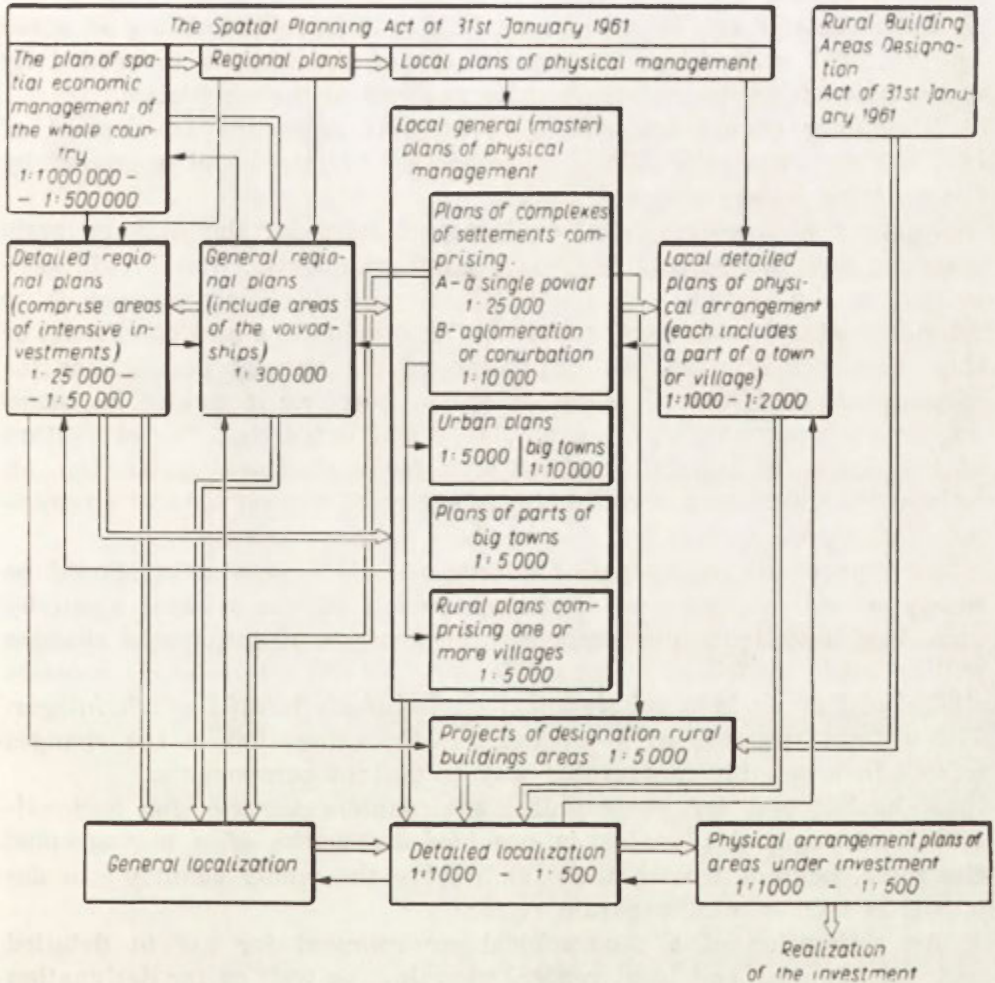 The Spatial Planning Act of 31st January 1961
The plan of spa-
tial economic
management of
the whole coun-
try
1:1000 000 -
- 1:500 000
Regional plans
Local plans of physical management
Rural Building
Areas Designa-
tion
Act of 31st Janu-
ary 1961
Local general (master)
plans of physical
management
Plans of complexes
of settements com-
prising.
A - a single poviat
1:25 000
B - aglomeration
or conurbation
1:10 000
Detailed regio-
nal plans
(comprise areas
of intensive in-
vestments)
1:25 000 -
- 1:50 000
General regio-
nal plans
(include areas
of the voivod-
ships)
1:300 000
Local detailed
plans of physi-
cal arrangement
(each includes
a part of a town
or village)
1:1000 - 1:2000
Urban plans
1:5000 big towns
1:10 000
Plans of parts of
big towns
1:5 000
Rural plans com-
prising one or
more villages
1:5 000
Projects of designation rural
buildings areas 1:5 000
General localization
Detailed localization
1:1000 - 1:500
Physical arrangement plans of
areas under investment
1:1000 - 1:500
Realization
of the investment